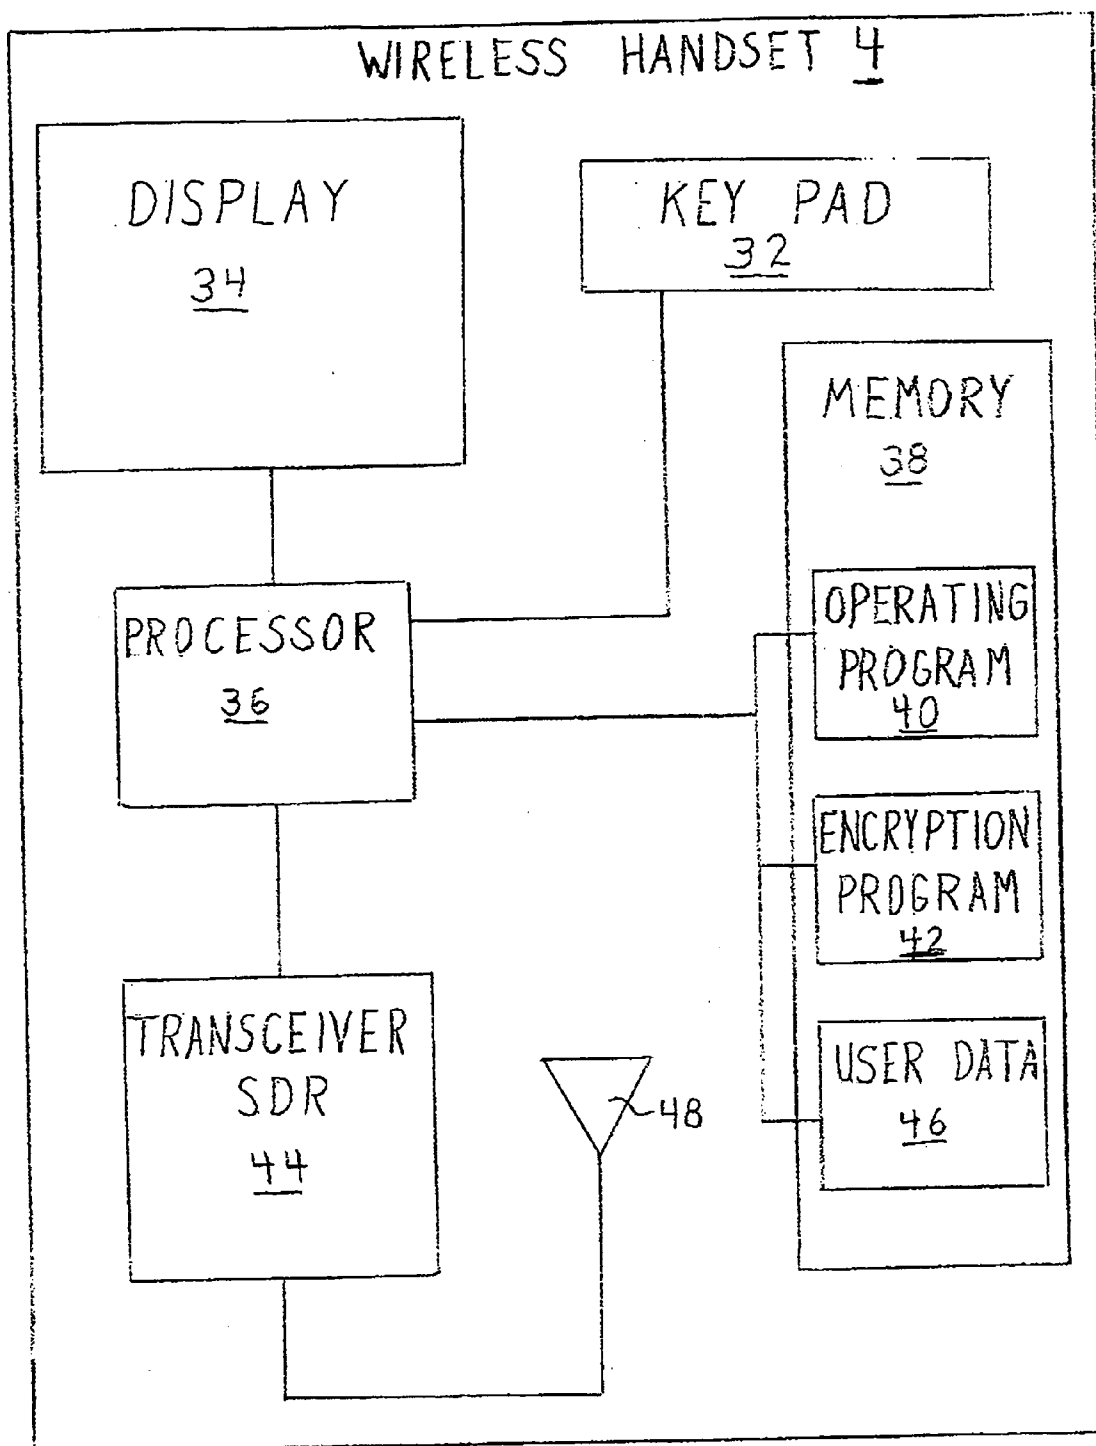 WIRELESS HANDSET 4
DISPLAY
34
KEY PAD
32
MEMORY
38
PROCESSOR
36
OPERATING
PROGRAM
40
ENCRYPTION
PROGRAM
42
TRANSCEIVER
SDR
44
48
USER DATA
46